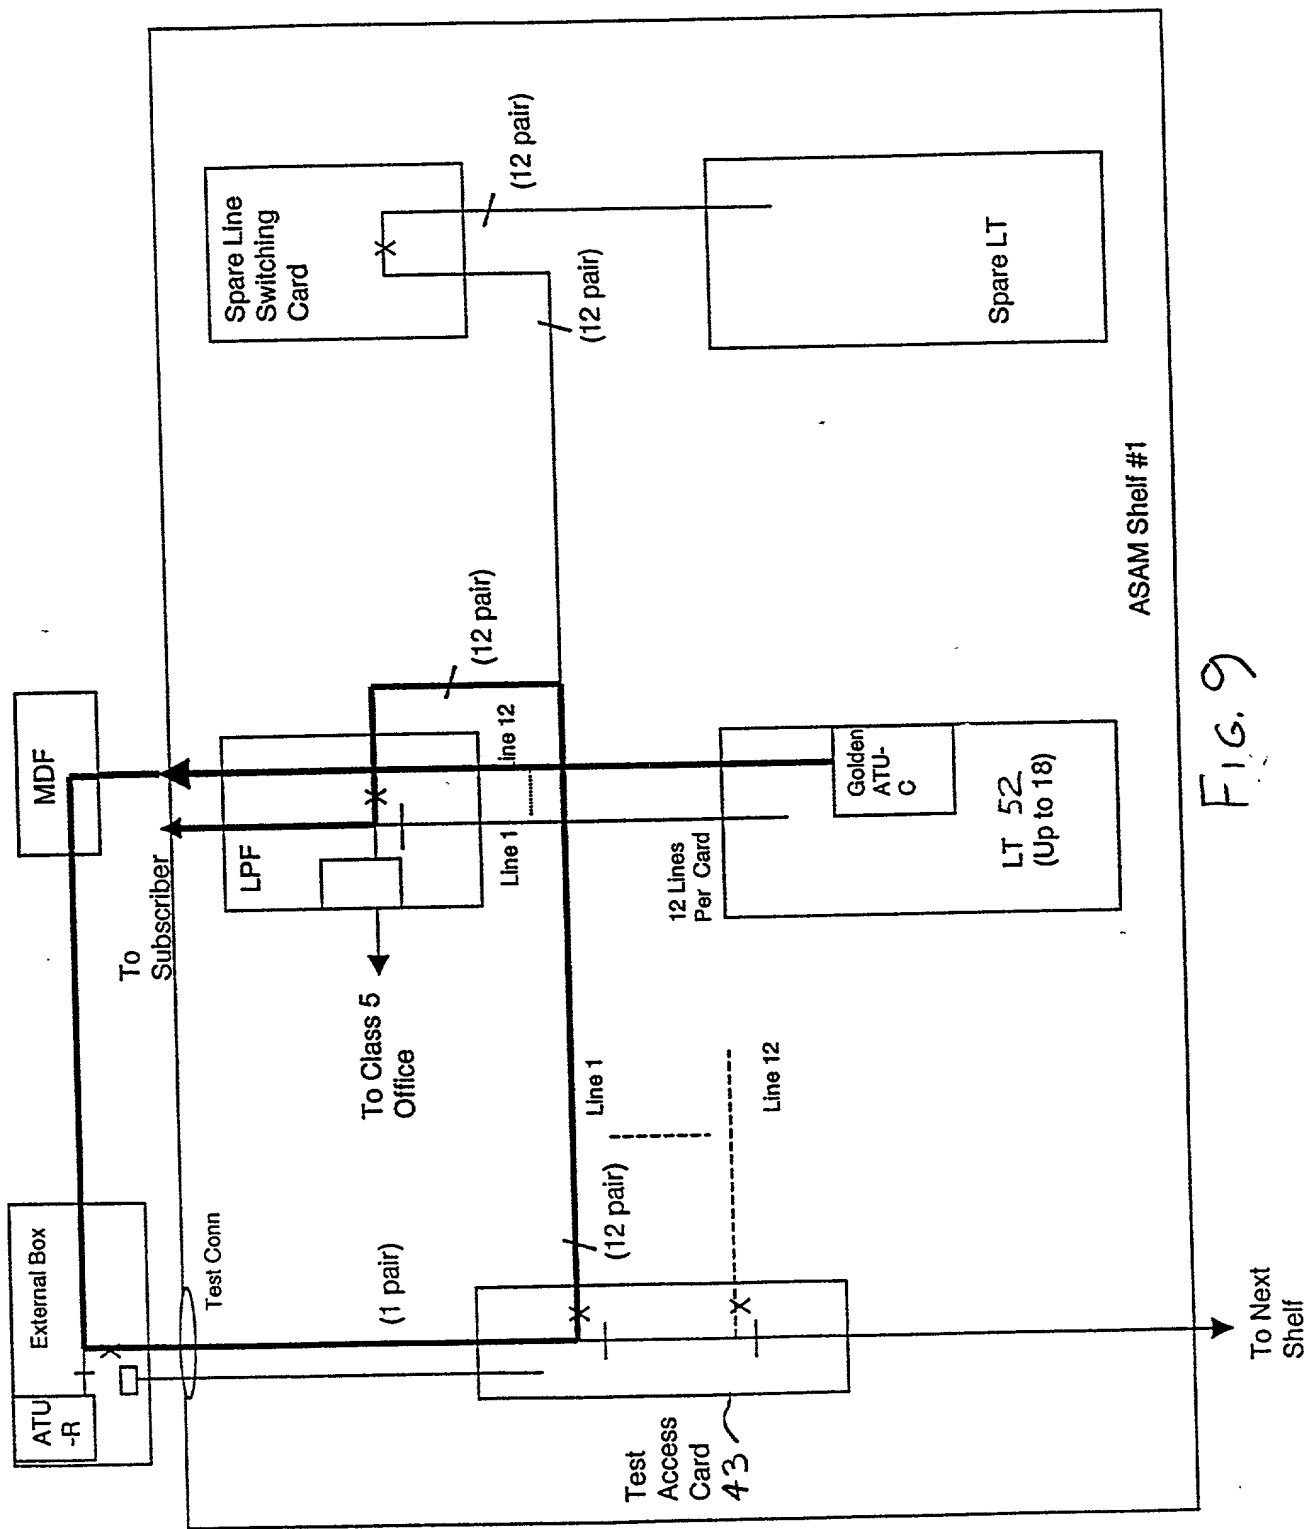 ATU
-R
External Box
MDF
To
Subscriber
Test Conn
(1 pair)
LPF
Spare Line
Switching
Card
(12 pair)
(12 pair)
(12 pair)
To Class 5
Office
Line 1
Line 12
Line 1
(12 pair)
Line 12
Test
Access
Card
43
12 Lines
Per Card
Golden
ATU-
C
LT 52
(Up to 18)
Spare LT
ASAM Shelf #1
To Next
Shelf
FIG. 9